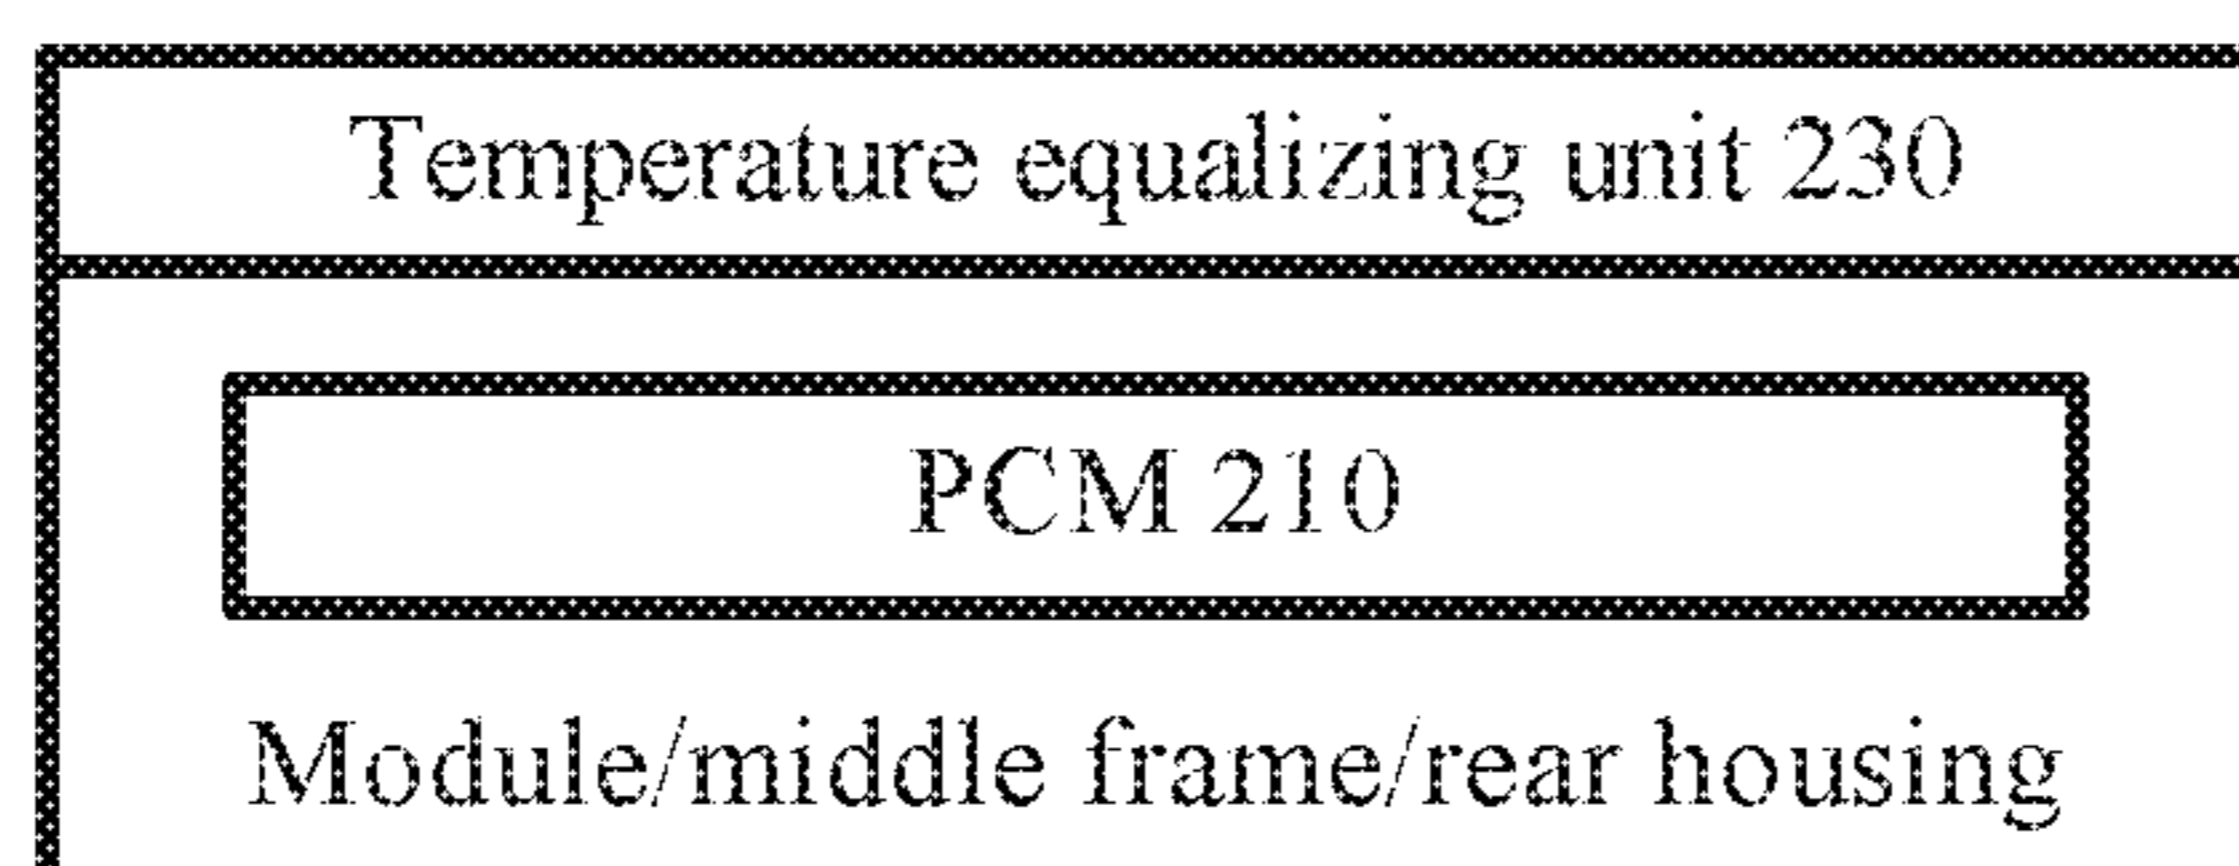 Temperature equalizing unit 230
PCM 210
Module/middle frame/rear housing